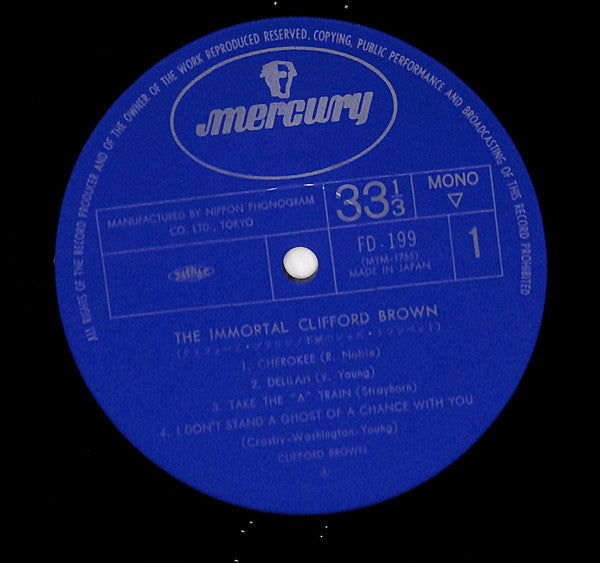 ALL RIGHTS OF THE RECORD PRODUCER AND OF THE OWNER OF THE WORK REPRODUCED RESERVED. COPYING, PUBLIC PERFORMANCE AND BROADCASTING OF THIS RECORD PROHIBITED
mercury
MANUFACTURED BY NIPPON PHONOGRAM
CO. LTD., TOKYO
33 1/3
MONO
FD-199
(MYM-1755)
MADE IN JAPAN
1
THE IMMORTAL CLIFFORD BROWN
1. CHEROKEE (R. Noble)
2. DELILAH (V. Young)
3. TAKE THE "A" TRAIN (Strayhorn)
4. I DON'T STAND A GHOST OF A CHANCE WITH YOU
(Crosby-Washington-Young)
CLIFFORD BROWN